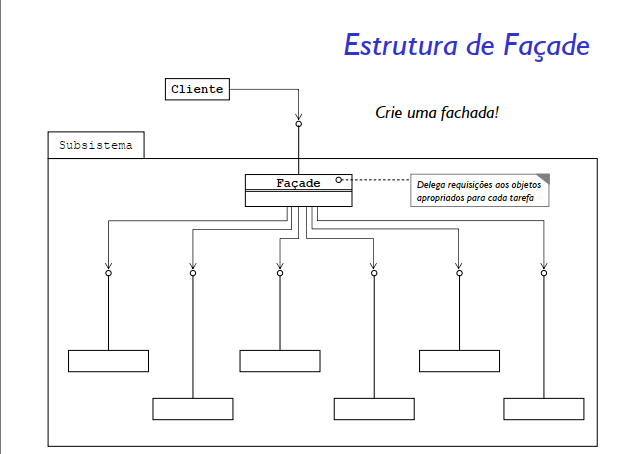 Estrutura de Façade
Cliente
Crie uma fachada!
Subsistema
Façade
Delega requisições aos objetos
apropriados para cada tarefa